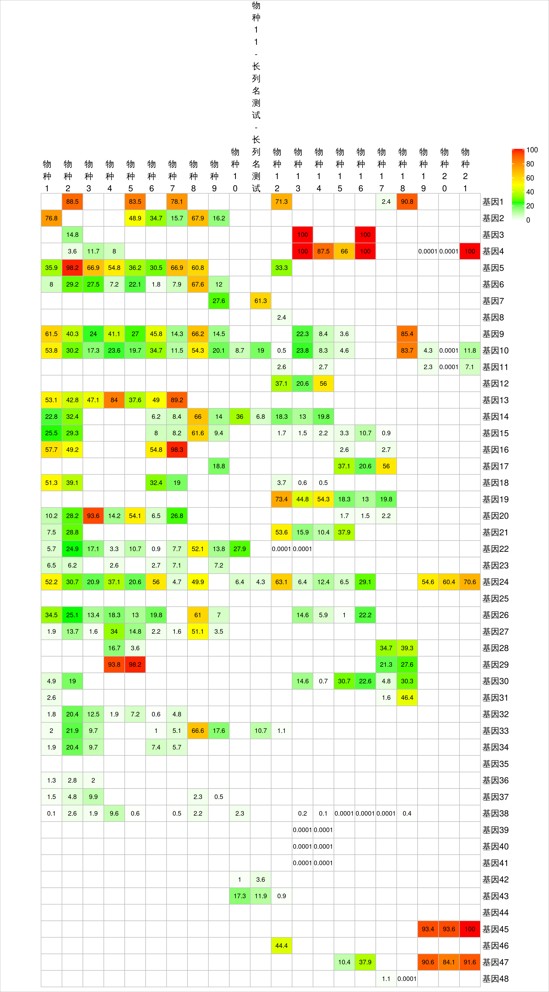 物种1 物种2 物种3 物种4 物种5 物种6 物种7 物种8 物种9 物种10 物种11-长列名测试-长列名测试 物种12 物种13 物种14 物种15 物种16 物种17 物种18 物种19 物种20 物种21
100
80
60
40
20
0
88.5 83.5 78.1 71.3 2.4 90.8 基因1
76.8 48.9 34.7 15.7 67.9 16.2 基因2
14.8 100 100 基因3
3.6 11.7 8 100 87.5 66 100 0.0001 0.0001 100 基因4
35.9 98.2 66.9 54.8 36.2 30.5 66.9 60.8 33.3 基因5
8 29.2 27.5 7.2 22.1 1.8 7.9 67.6 12 基因6
27.6 61.3 基因7
2.4 基因8
61.5 40.3 24 41.1 27 45.8 14.3 66.2 14.5 22.3 8.4 3.6 85.4 基因9
53.8 30.2 17.3 23.6 19.7 34.7 11.5 54.3 20.1 8.7 19 0.5 23.8 8.3 4.6 83.7 4.3 0.0001 11.8 基因10
2.6 2.7 2.3 0.0001 7.1 基因11
37.1 20.6 56 基因12
53.1 42.8 47.1 84 37.6 49 89.2 基因13
22.8 32.4 6.2 8.4 66 14 36 6.8 18.3 13 19.8 基因14
25.5 29.3 8 8.2 61.6 9.4 1.7 1.5 2.2 3.3 10.7 0.9 基因15
57.7 49.2 54.8 98.3 2.6 2.7 基因16
18.8 37.1 20.6 56 基因17
51.3 39.1 32.4 19 3.7 0.6 0.5 基因18
73.4 44.8 54.3 18.3 13 19.8 基因19
10.2 28.2 93.6 14.2 54.1 6.5 26.8 1.7 1.5 2.2 基因20
7.5 28.8 53.6 15.9 10.4 37.9 基因21
5.7 24.9 17.1 3.3 10.7 0.9 7.7 52.1 13.8 27.9 0.0001 0.0001 基因22
6.5 6.2 2.6 2.7 7.1 7.2 基因23
52.2 30.7 20.9 37.1 20.6 56 4.7 49.9 6.4 4.3 63.1 6.4 12.4 6.5 29.1 54.6 60.4 70.6 基因24
基因25
34.5 25.1 13.4 18.3 13 19.8 61 7 14.6 5.9 1 22.2 基因26
1.9 13.7 1.6 34 14.8 2.2 1.6 51.1 3.5 基因27
16.7 3.6 34.7 39.3 基因28
93.8 98.2 21.3 27.6 基因29
4.9 19 14.6 0.7 30.7 22.6 4.8 30.3 基因30
2.6 1.6 46.4 基因31
1.8 20.4 12.5 1.9 7.2 0.6 4.8 基因32
2 21.9 9.7 1 5.1 66.6 17.6 10.7 1.1 基因33
1.9 20.4 9.7 7.4 5.7 基因34
基因35
1.3 2.8 2 基因36
1.5 4.8 9.9 2.3 0.5 基因37
0.1 2.6 1.9 9.6 0.6 0.5 2.2 2.3 0.2 0.1 0.0001 0.0001 0.0001 0.4 基因38
0.0001 0.0001 基因39
0.0001 0.0001 基因40
0.0001 0.0001 基因41
1 3.6 基因42
17.3 11.9 0.9 基因43
基因44
93.4 93.6 100 基因45
44.4 基因46
10.4 37.9 90.6 84.1 91.6 基因47
1.1 0.0001 基因48